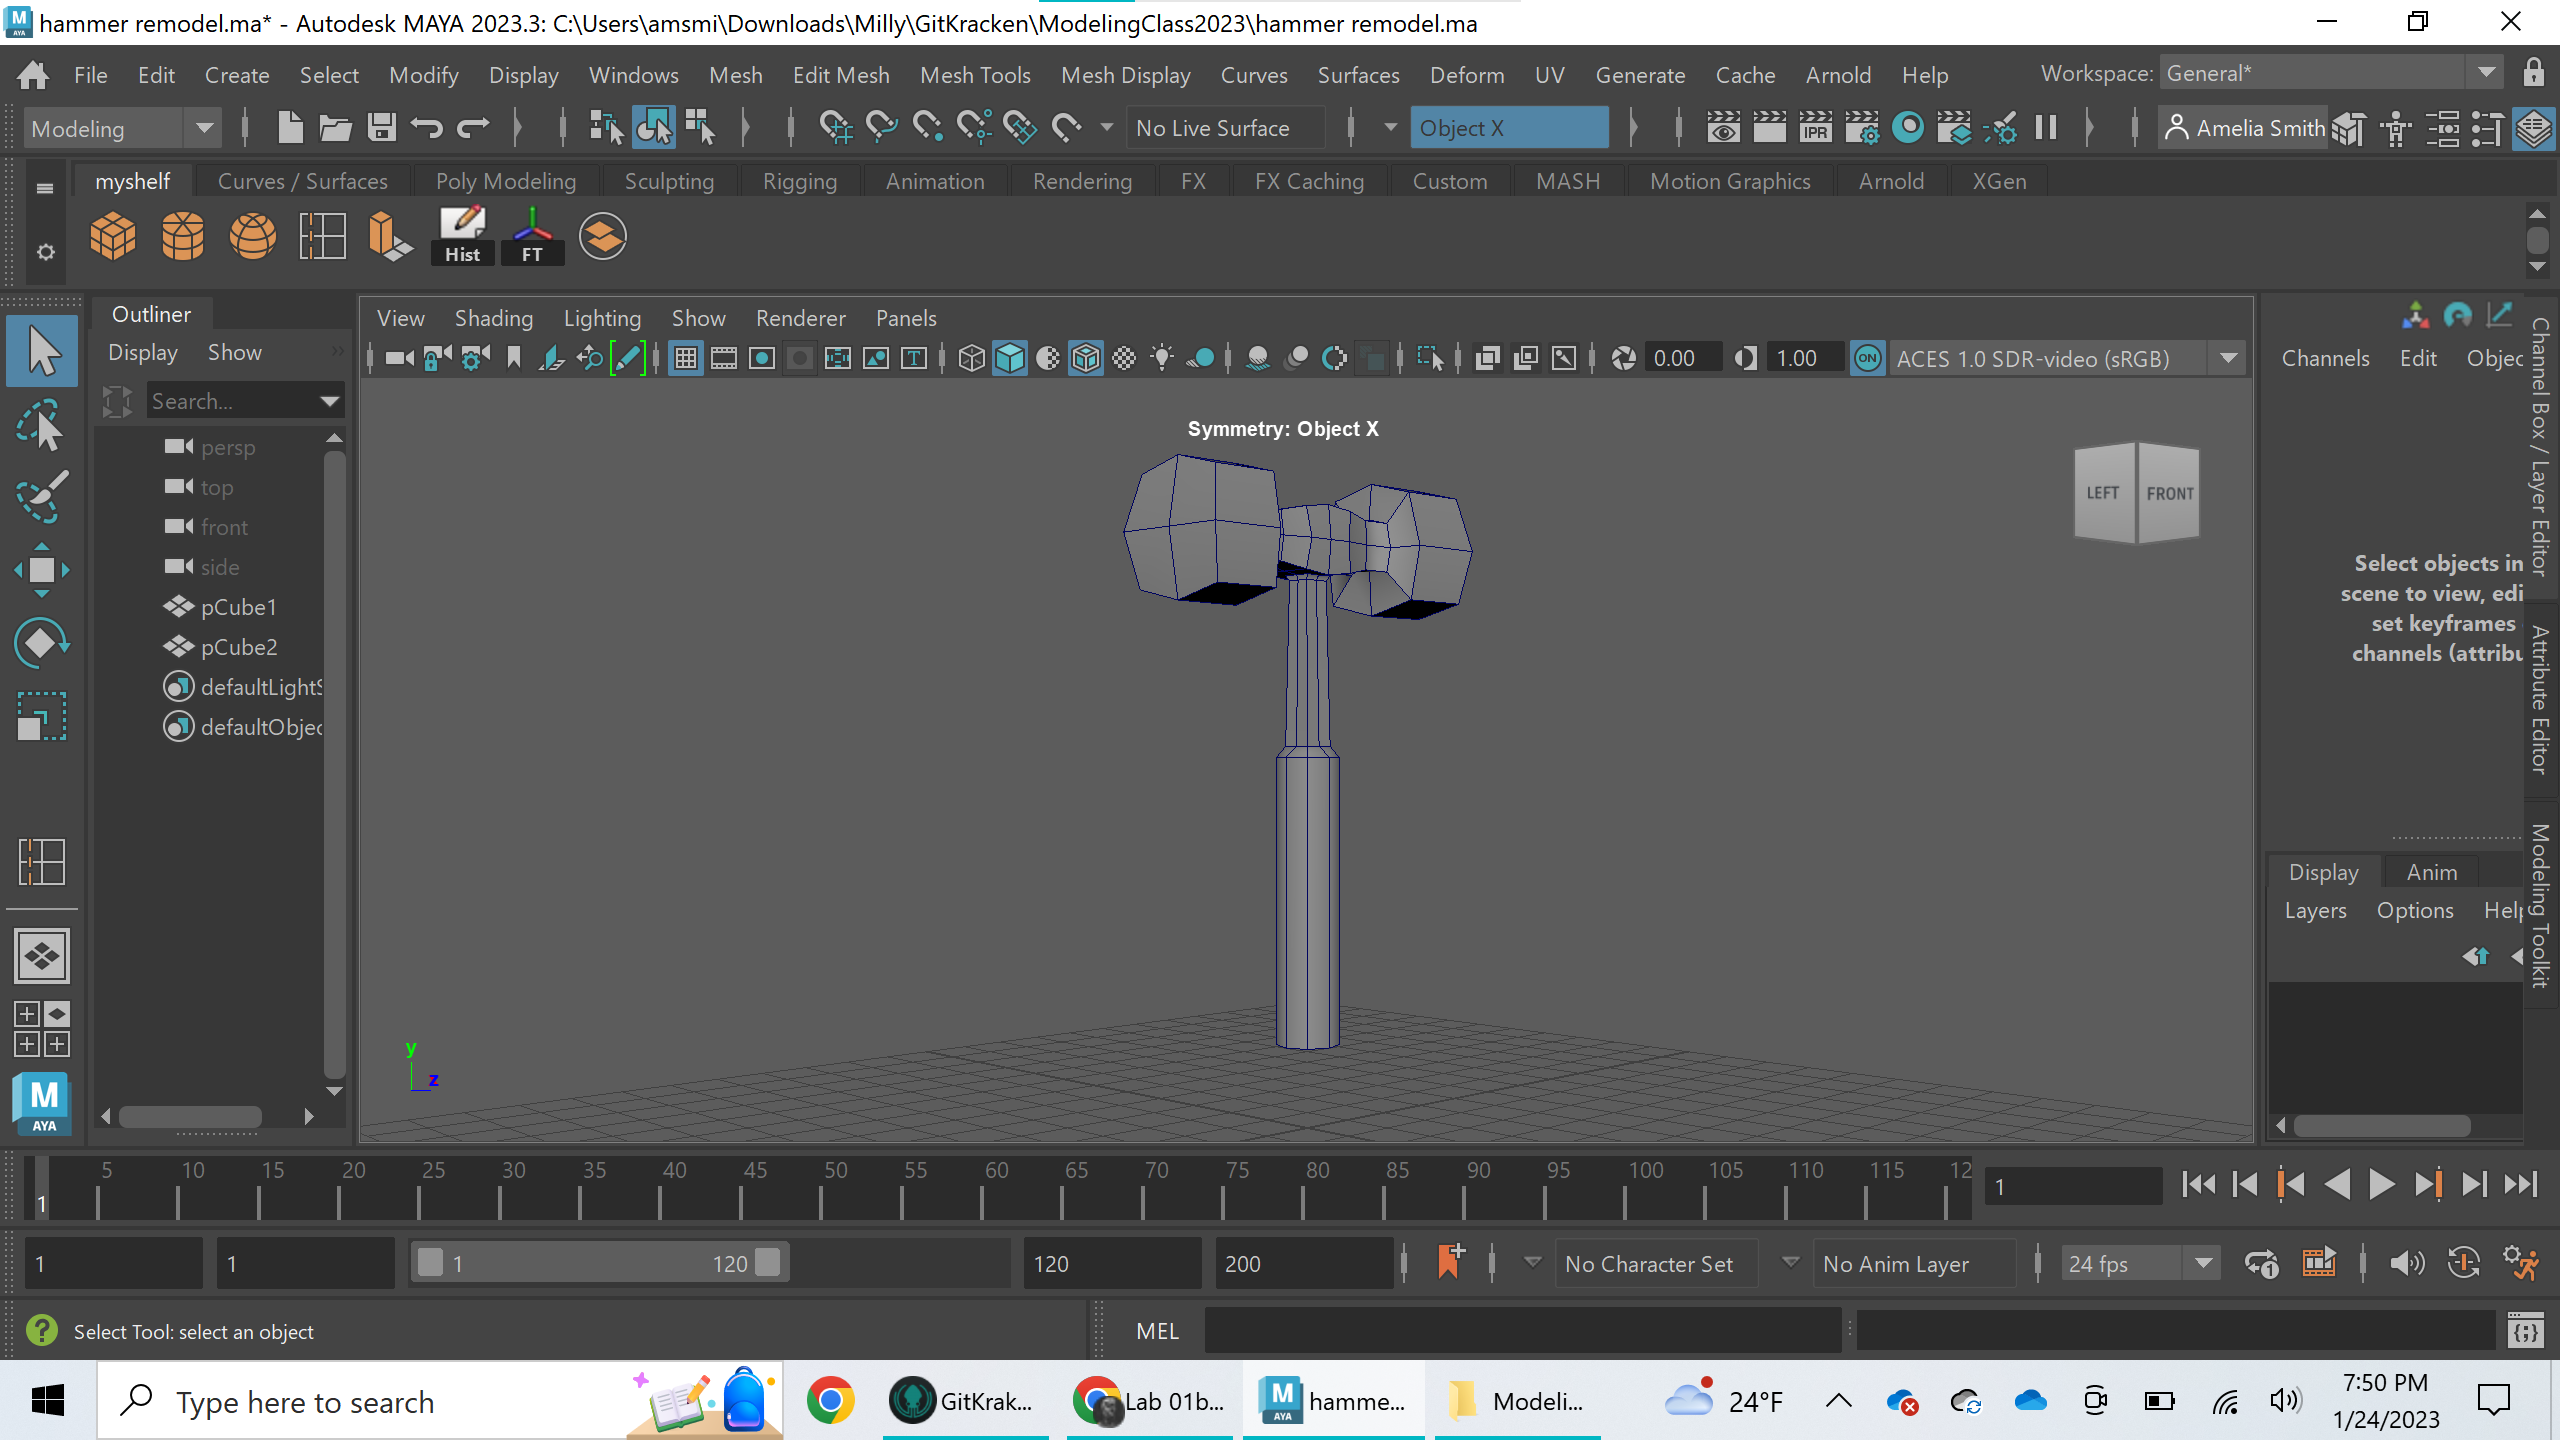 hammer remodel.ma* - Autodesk MAYA 2023.3: C:\Users\amsmi\Downloads\Milly\GitKracken\ModelingClass2023\hammer remodel.ma
File Edit Create Select Modify Display Windows Mesh Edit Mesh Mesh Tools Mesh Display Curves Surfaces Deform UV Generate Cache Arnold Help Workspace: General*
Modeling No Live Surface Object X IPR Amelia Smith
myshelf Curves / Surfaces Poly Modeling Sculpting Rigging Animation Rendering FX FX Caching Custom MASH Motion Graphics Arnold XGen
Hist FT
Outliner
Display Show
Search...
persp
top
front
side
pCube1
pCube2
defaultLightS
defaultObjec
View Shading Lighting Show Renderer Panels
0.00 1.00 ON ACES 1.0 SDR-video (sRGB)
Symmetry: Object X
LEFT FRONT
y
z
Channels Edit Objec
Select objects in
scene to view, edi
set keyframes
channels (attribu
Channel Box / Layer Editor
Attribute Editor
Modeling Toolkit
Display Anim
Layers Options Help
M
AYA
5 10 15 20 25 30 35 40 45 50 55 60 65 70 75 80 85 90 95 100 105 110 115 12
1
1
1 1 1 120 120 200 No Character Set No Anim Layer 24 fps
Select Tool: select an object MEL
Type here to search GitKrak... Lab 01b... hamme... Modeli... 24°F 7:50 PM
1/24/2023